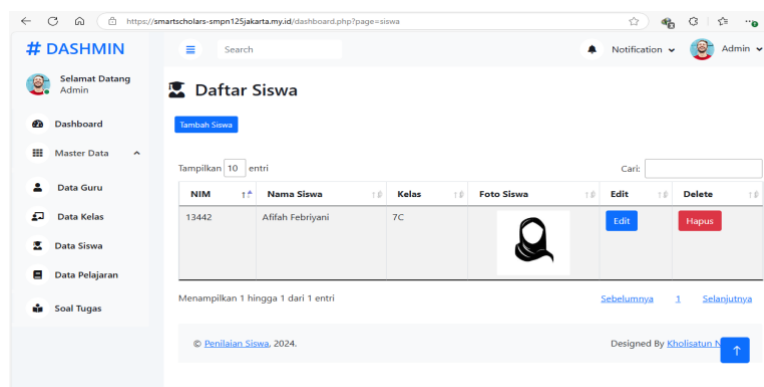 https://smartscholars-smpn125jakarta.my.id/dashboard.php?page=siswa
# DASHMIN
Search
Notification
Admin
Selamat Datang
Admin
Dashboard
Master Data
Data Guru
Data Kelas
Data Siswa
Data Pelajaran
Soal Tugas
Daftar Siswa
Tambah Siswa
Tampilkan 10 entri
Cari:
NIM Nama Siswa Kelas Foto Siswa Edit Delete
13442 Afifah Febriyani 7C Edit Hapus
Menampilkan 1 hingga 1 dari 1 entri
Sebelumnya 1 Selanjutnya
© Penilaian Siswa, 2024.
Designed By Kholisatun